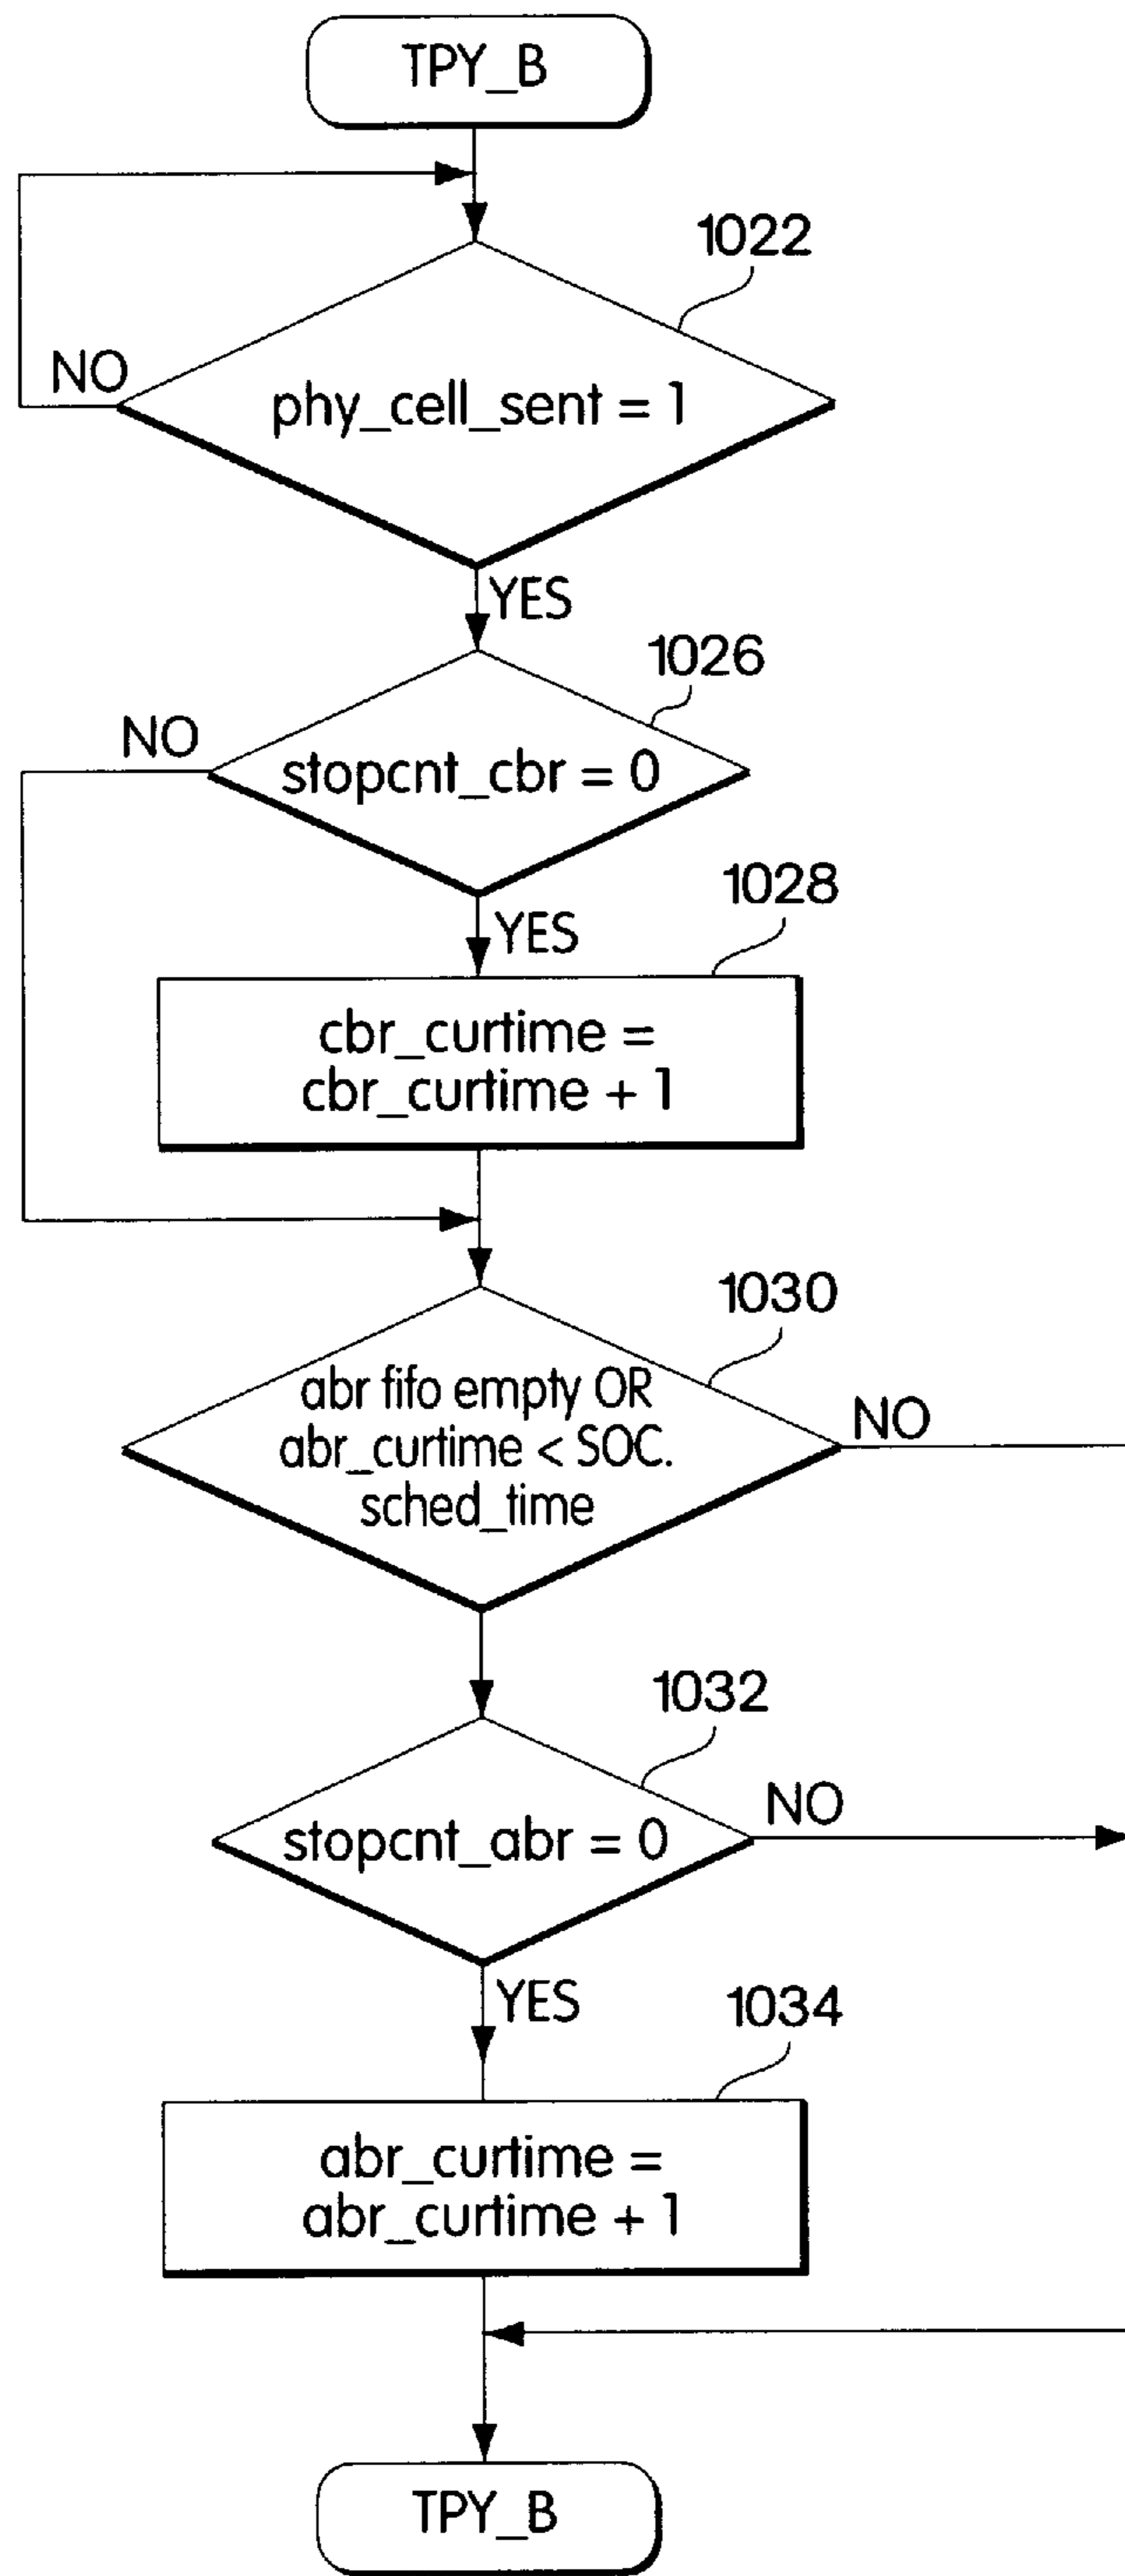 TPY_B
1022
NO
phy_cell_sent = 1
YES
1026
NO
stopcnt_cbr = 0
1028
YES
cbr_curtime =
cbr_curtime + 1
1030
abr fifo empty OR
NO
abr_curtime < SOC.
sched_time
1032
NO
stopcnt_abr = 0
YES
1034
abr_curtime =
abr_curtime + 1
TPY_B